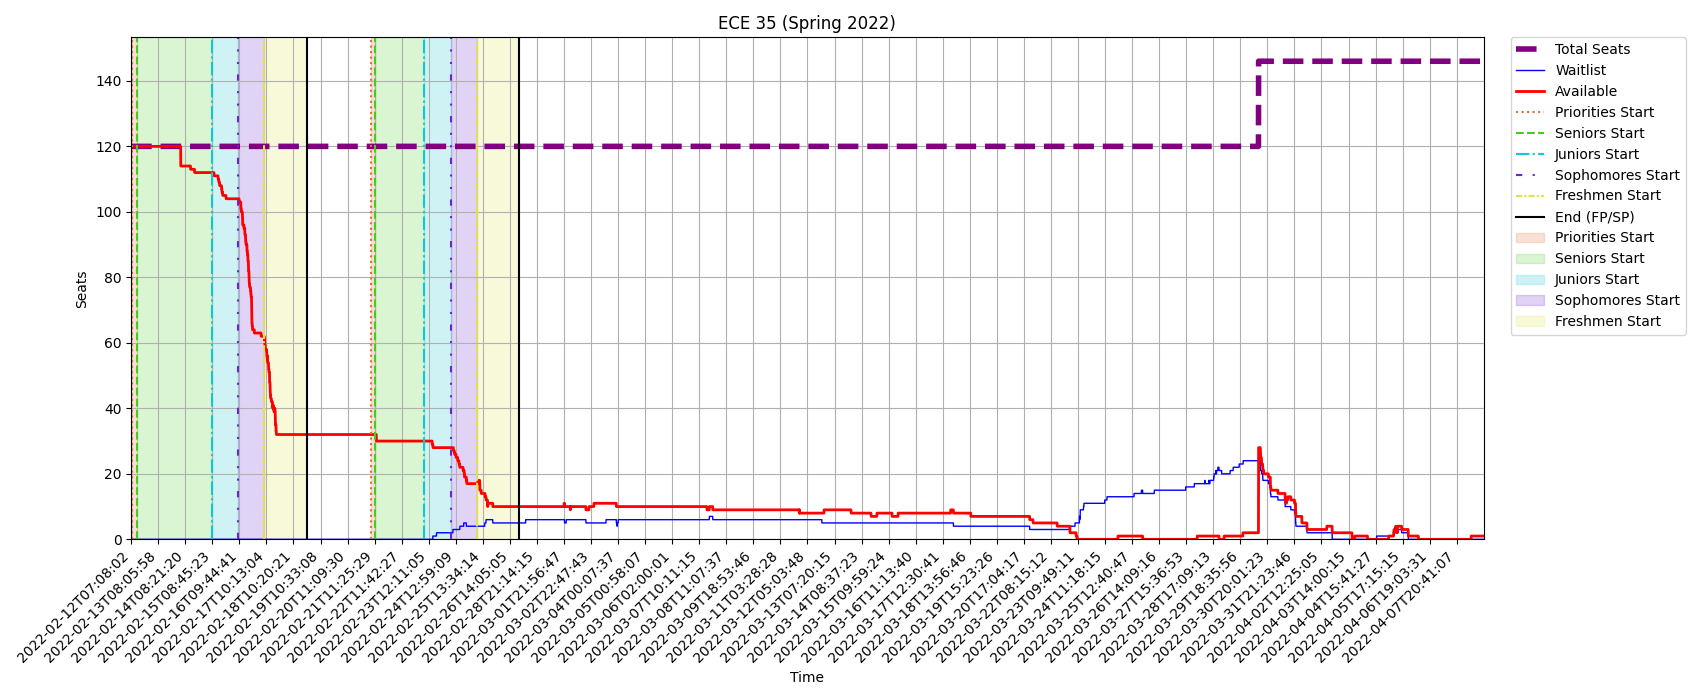 ECE 35 (Spring 2022)
Seats
140
120
100
80
60
40
20
0
2022-02-12T7:08:02
2022-02-13T08:05:58
2022-02-14T08:21:20
2022-02-15T08:45:23
2022-02-16T09:44:41
2022-02-17T10:13:04
2022-02-18T10:20:21
2022-02-19T10:33:08
2022-02-20T11:09:30
2022-02-21T11:25:29
2022-02-22T11:42:27
2022-02-23T12:11:05
2022-02-24T12:59:09
2022-02-25T13:34:14
2022-02-26T14:05:05
2022-02-28T21:14:15
2022-03-01T21:56:47
2022-03-02T22:47:43
2022-03-04T00:07:37
2022-03-05T00:58:07
2022-03-06T02:00:01
2022-03-07T10:11:15
2022-03-08T11:07:37
2022-03-09T18:53:46
2022-03-11T03:28:28
2022-03-12T05:03:48
2022-03-13T07:20:15
2022-03-14T08:37:23
2022-03-15T09:59:24
2022-03-16T11:13:40
2022-03-17T12:30:41
2022-03-18T13:56:46
2022-03-19T15:23:26
2022-03-20T17:04:17
2022-03-22T08:15:12
2022-03-23T09:49:11
2022-03-24T11:18:15
2022-03-25T12:40:47
2022-03-26T14:09:16
2022-03-27T15:36:53
2022-03-28T17:09:13
2022-03-29T18:35:56
2022-03-30T20:01:23
2022-03-31T21:23:46
2022-04-02T12:25:05
2022-04-03T14:00:15
2022-04-04T15:41:27
2022-04-05T17:15:15
2022-04-06T19:03:31
2022-04-07T20:41:07
Time
Total Seats
Waitlist
Available
Priorities Start
Seniors Start
Juniors Start
Sophomores Start
Freshmen Start
End (FP/SP)
Priorities Start
Seniors Start
Juniors Start
Sophomores Start
Freshmen Start